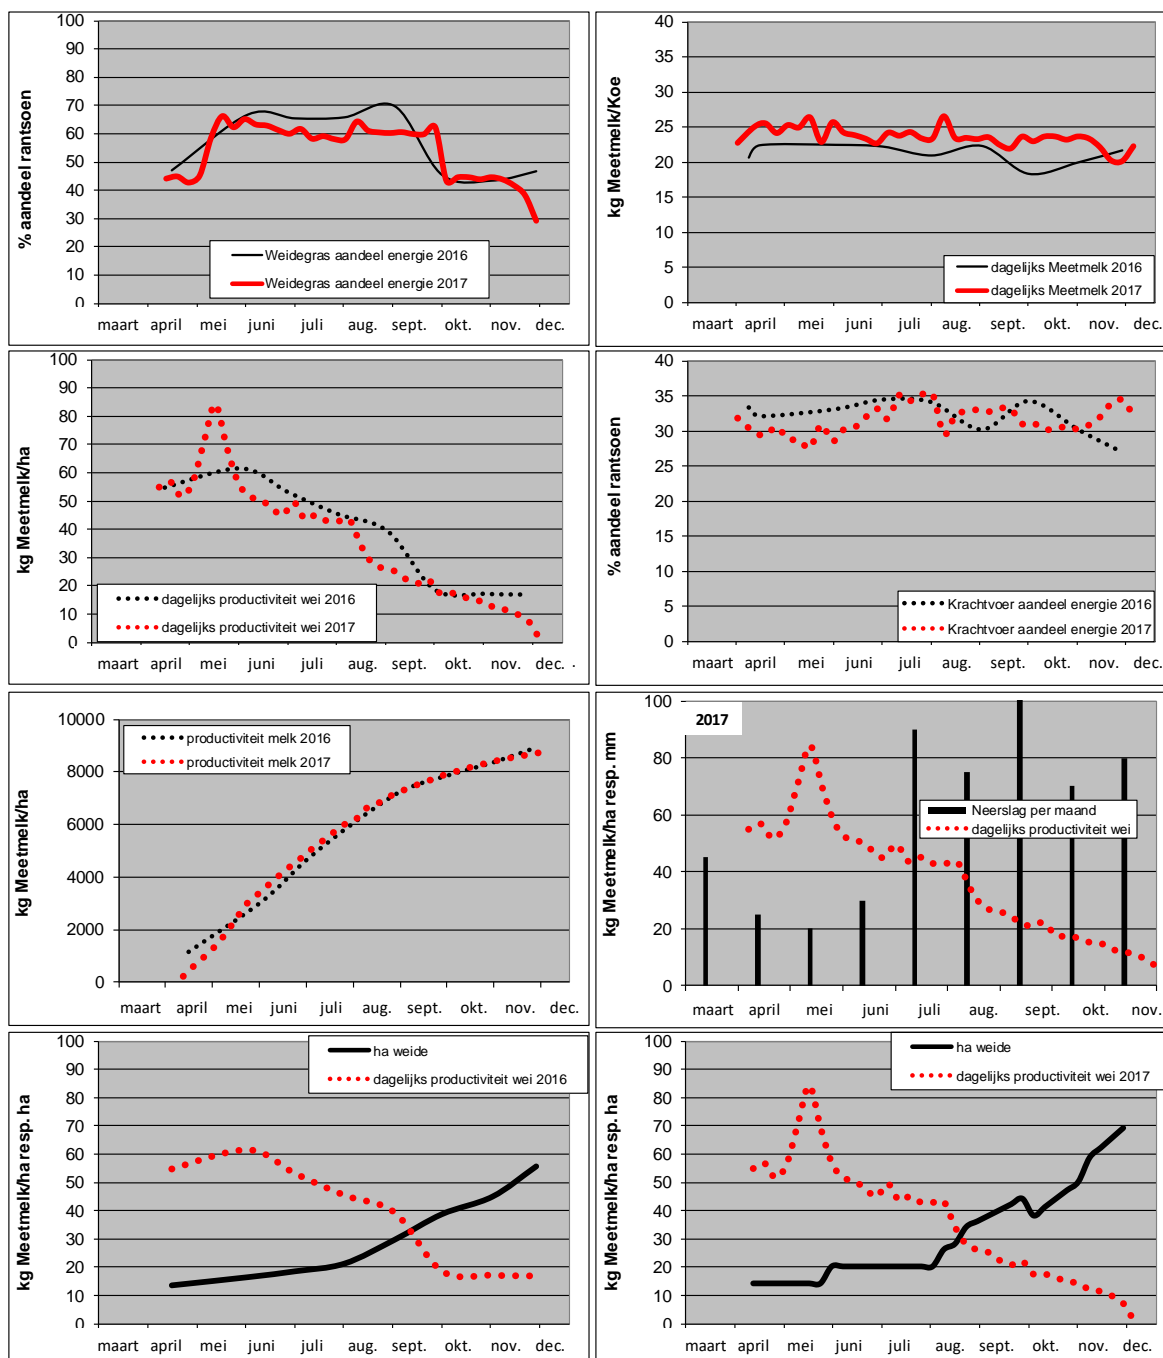 % aandeel rantsoen
100
90
80
70
60
50
40
30
20
10
0
Weidegras aandeel energie 2016
Weidegras aandeel energie 2017
maart april mei juni juli aug. sept. okt. nov. dec.
kg Meetmelk/Koe
40
35
30
25
20
15
10
5
0
dagelijks Meetmelk 2016
dagelijks Meetmelk 2017
maart april mei juni juli aug. sept. okt. nov. dec.
kg Meetmelk/ha
100
90
80
70
60
50
40
30
20
10
0
dagelijks productiviteit wei 2016
dagelijks productiviteit wei 2017
maart april mei juni juli aug. sept. okt. nov. dec. .
% aandeel rantsoen
40
35
30
25
20
15
10
5
0
Krachtvoer aandeel energie 2016
Krachtvoer aandeel energie 2017
maart april mei juni juli aug. sept. okt. nov. dec.
kg Meetmelk/ha
10000
8000
6000
4000
2000
0
productiviteit melk 2016
productiviteit melk 2017
maart april mei juni juli aug. sept. okt. nov. dec.
kg Meetmelk/ha resp. mm
100
80
60
40
20
0
2017
Neerslag per maand
dagelijks productiviteit wei
maart april mei juni juli aug. sept. okt. nov.
kg Meetmelk/ha resp. ha
100
90
80
70
60
50
40
30
20
10
0
ha weide
dagelijks productiviteit wei 2016
maart april mei juni juli aug. sept. okt. nov. dec.
kg Meetmelk/ha resp. ha
100
90
80
70
60
50
40
30
20
10
0
ha weide
dagelijks productiviteit wei 2017
maart april mei juni juli aug. sept. okt. nov. dec.